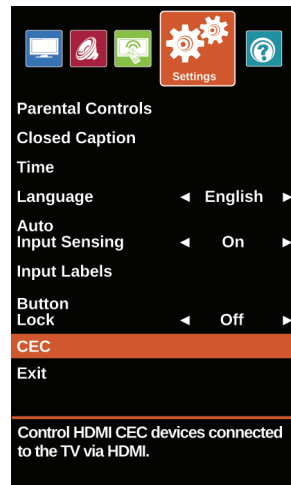 Settings
Parental Controls
Closed Caption
Time
Language ◄ English ►
Auto
Input Sensing ◄ On ►
Input Labels
Button
Lock ◄ Off ►
CEC
Exit
Control HDMI CEC devices connected
to the TV via HDMI.